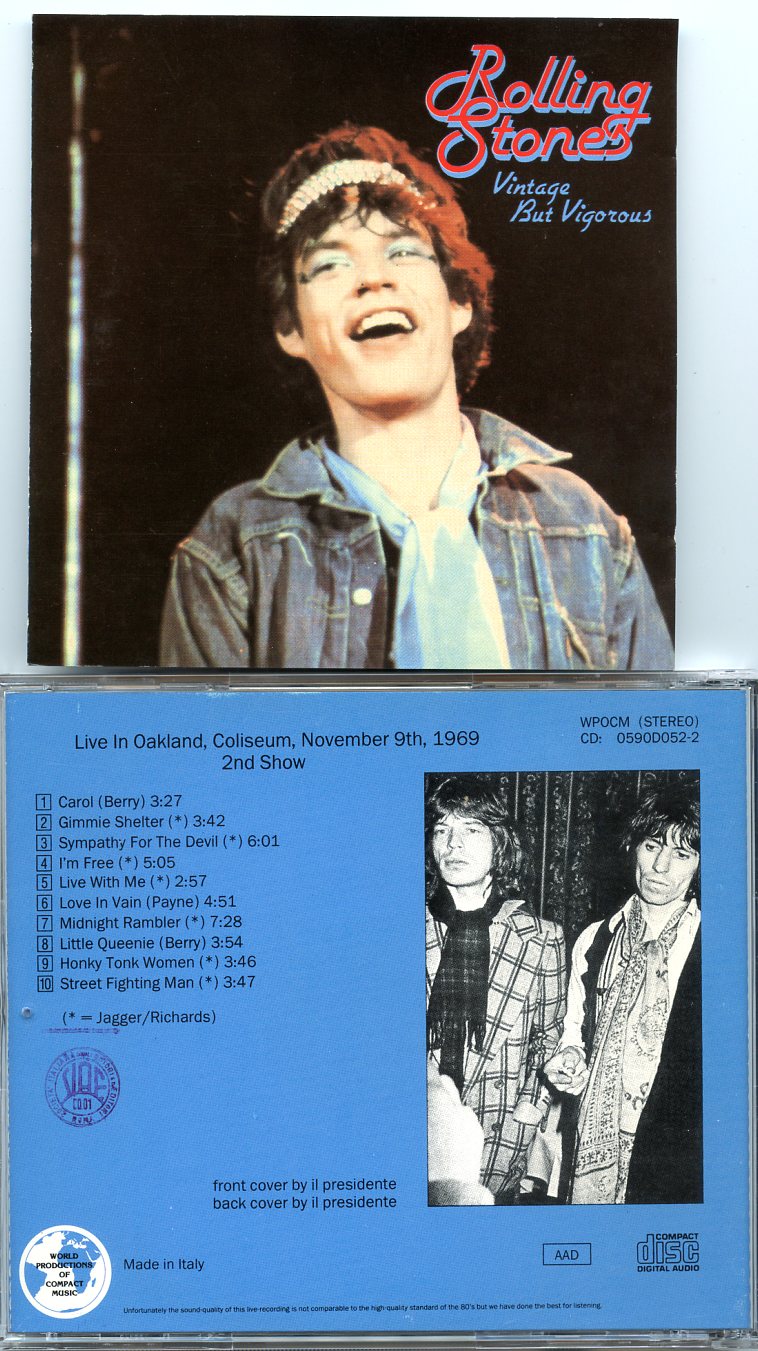 Rolling
Stones
Vintage
But Vigorous
WPOCM (STEREO)
CD: 0590D052-2
Live In Oakland, Coliseum, November 9th, 1969
2nd Show
1 Carol (Berry) 3:27
2 Gimmie Shelter (*) 3:42
3 Sympathy For The Devil (*) 6:01
4 I'm Free (*) 5:05
5 Live With Me (*) 2:57
6 Love In Vain (Payne) 4:51
7 Midnight Rambler (*) 7:28
8 Little Queenie (Berry) 3:54
9 Honky Tonk Women (*) 3:46
10 Street Fighting Man (*) 3:47
(* = Jagger/Richards)
front cover by il presidente
back cover by il presidente
WORLD
PRODUCTIONS
OF
COMPACT
MUSIC
Made in Italy
AAD
COMPACT
disc
DIGITAL AUDIO
Unfortunately the sound-quality of this live-recording is not comparable to the high-quality standard of the 80's but we have done the best for listening.